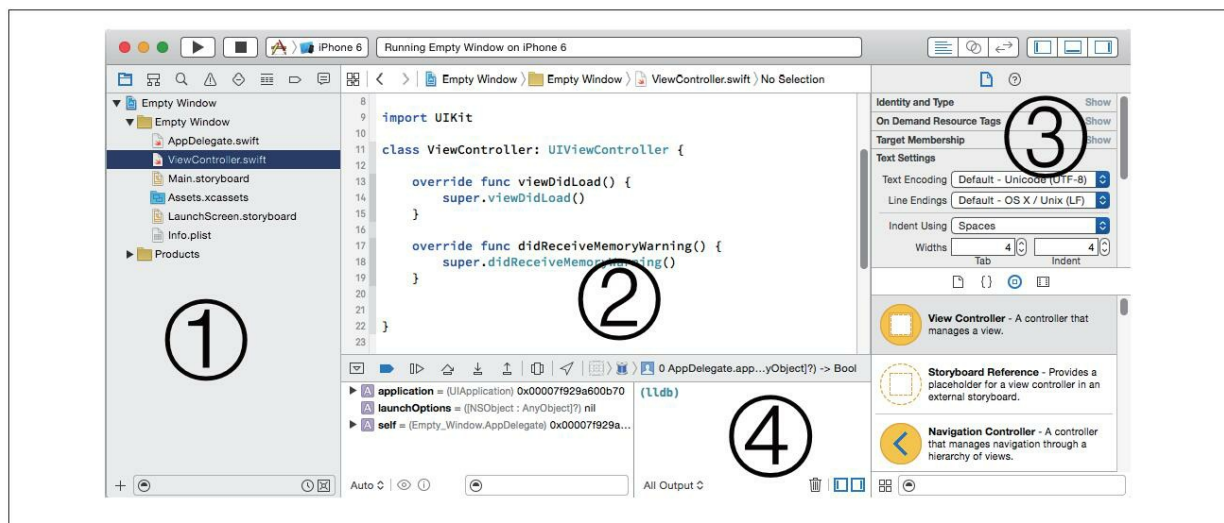 iPhone 6
Running Empty Window on iPhone 6
Empty Window
Empty Window
AppDelegate.swift
ViewController.swift
Main.storyboard
Assets.xcassets
LaunchScreen.storyboard
Info.plist
Products
①
Empty Window 〉 Empty Window 〉 ViewController.swift 〉 No Selection
8
9 import UIKit
10
11 class ViewController: UIViewController {
12
13 override func viewDidLoad() {
14 super.viewDidLoad()
15 }
16
17 override func didReceiveMemoryWarning() {
18 super.didReceiveMemoryWarning()
19 }
20
21
22 }
23
②
0 AppDelegate.app...yObject]?) -> Bool
A application = (UIApplication) 0x00007f929a600b70
A launchOptions = ([NSObject : AnyObject]?) nil
A self = (Empty_Window.AppDelegate) 0x00007f929a...
Auto
(lldb)
④
All Output
Identity and Type Show
On Demand Resource Tags Show
Target Membership Show
③
Text Settings
Text Encoding Default - Unicode (UTF-8)
Line Endings Default - OS X / Unix (LF)
Indent Using Spaces
Widths 4 4
Tab Indent
View Controller - A controller that
manages a view.
Storyboard Reference - Provides a
placeholder for a view controller in an
external storyboard.
Navigation Controller - A controller
that manages navigation through a
hierarchy of views.